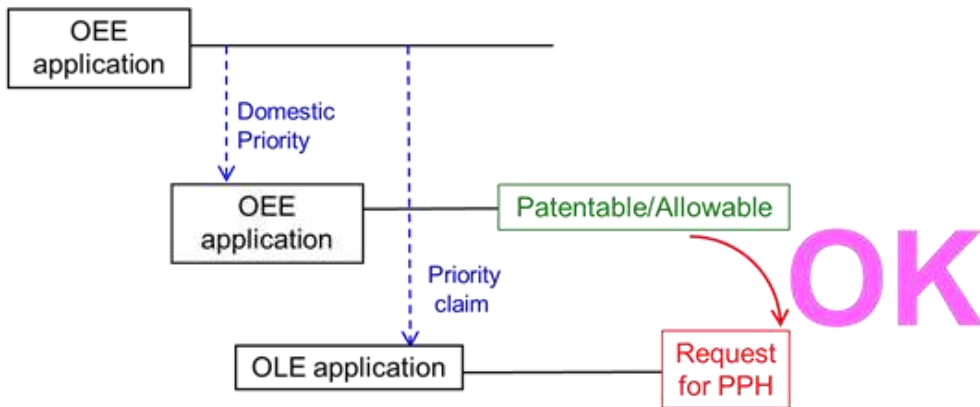 OEE
application
Domestic
Priority
OEE
application
Patentable/Allowable
OK
Priority
claim
OLE application
Request
for PPH